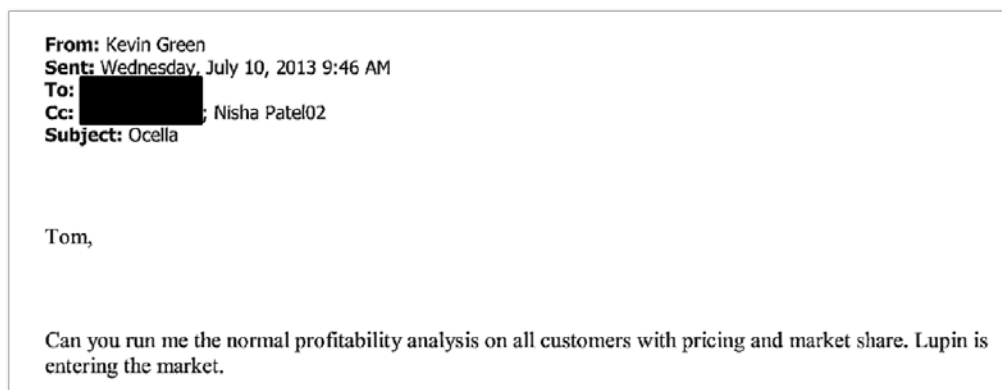 From: Kevin Green
Sent: Wednesday, July 10, 2013 9:46 AM
To:
Cc: ; Nisha Patel02
Subject: Ocella
Tom,
Can you run me the normal profitability analysis on all customers with pricing and market share. Lupin is
entering the market.